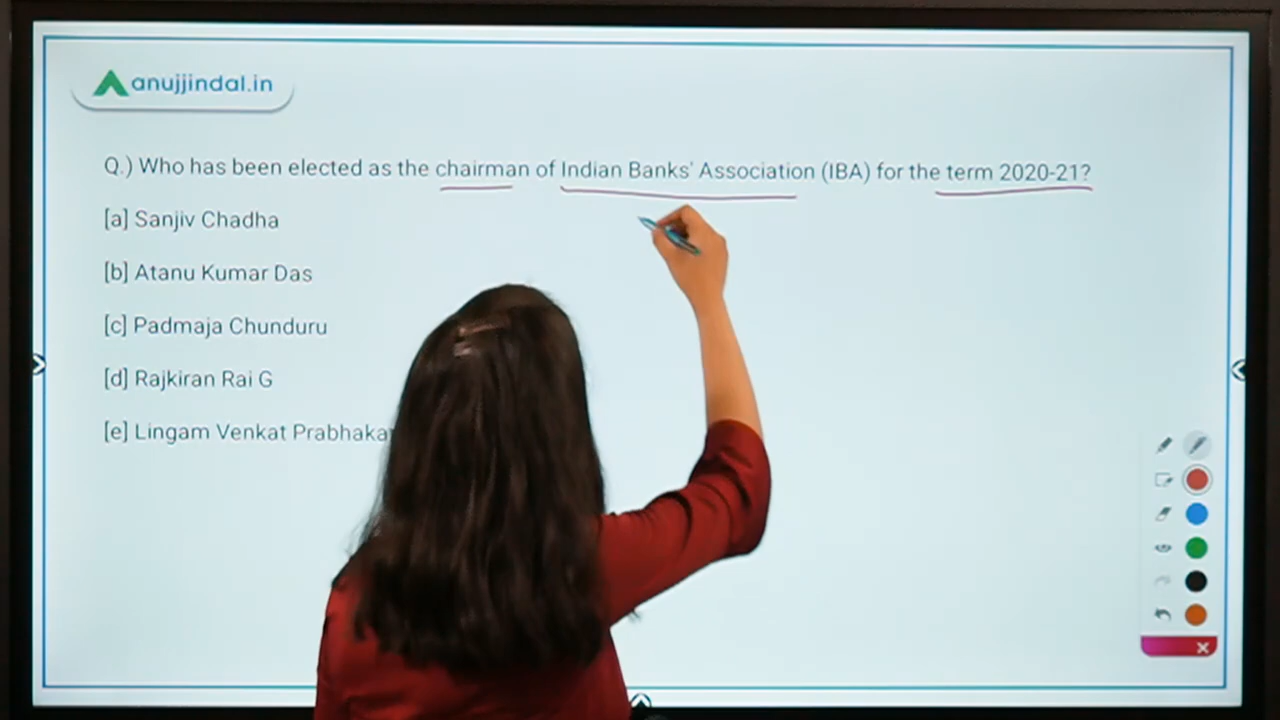 anujjindal.in
Q.) Who has been elected as the chairman of Indian Banks' Association (IBA) for the term 2020-21?
[a] Sanjiv Chadha
[b] Atanu Kumar Das
[c] Padmaja Chunduru
[d] Rajkiran Rai G
[e] Lingam Venkat Prabhakar